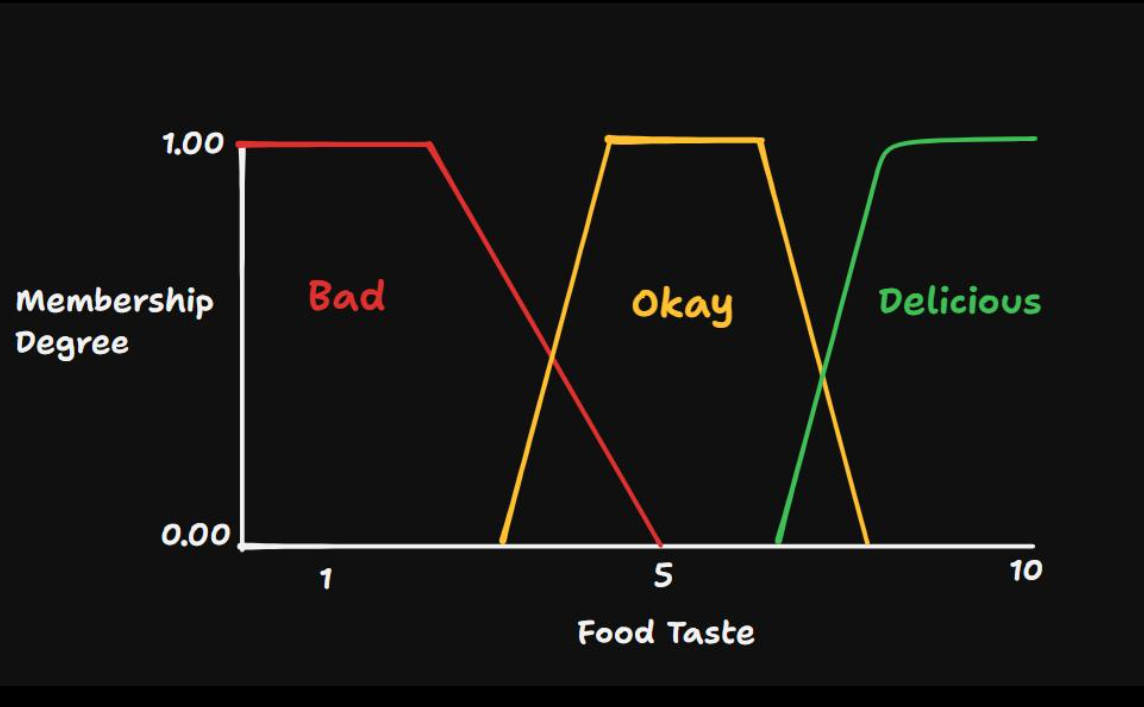 1.00
Membership
Degree
Bad
Okay
Delicious
0.00
1
5
10
Food Taste